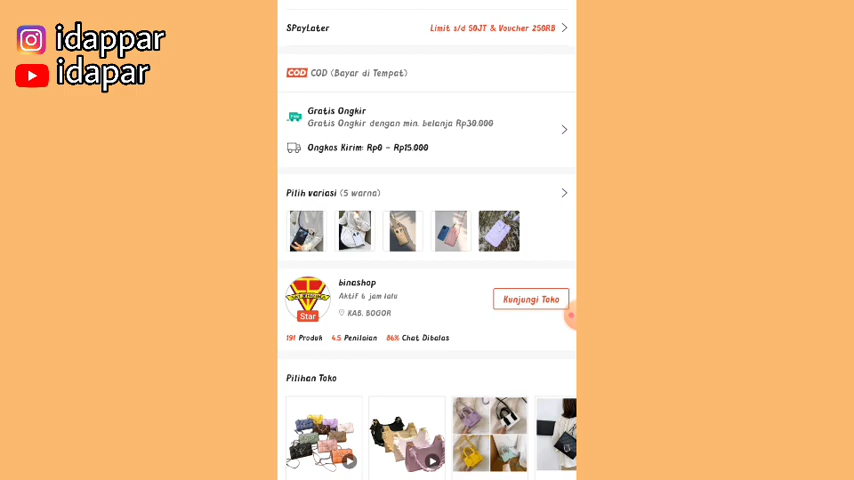 idappar
idapar
SPayLater
Limit s/d 50JT & Voucher 250RB
COD COD (Bayar di Tempat)
Gratis Ongkir
Gratis Ongkir dengan min. belanja Rp30.000
Ongkos Kirim: Rp0 - Rp15.000
Pilih variasi (5 warna)
binashop
Aktif 6 jam lalu
KAB. BOGOR
Star
Kunjungi Toko
191 Produk 4.5 Penilaian 86% Chat Dibalas
Pilihan Toko